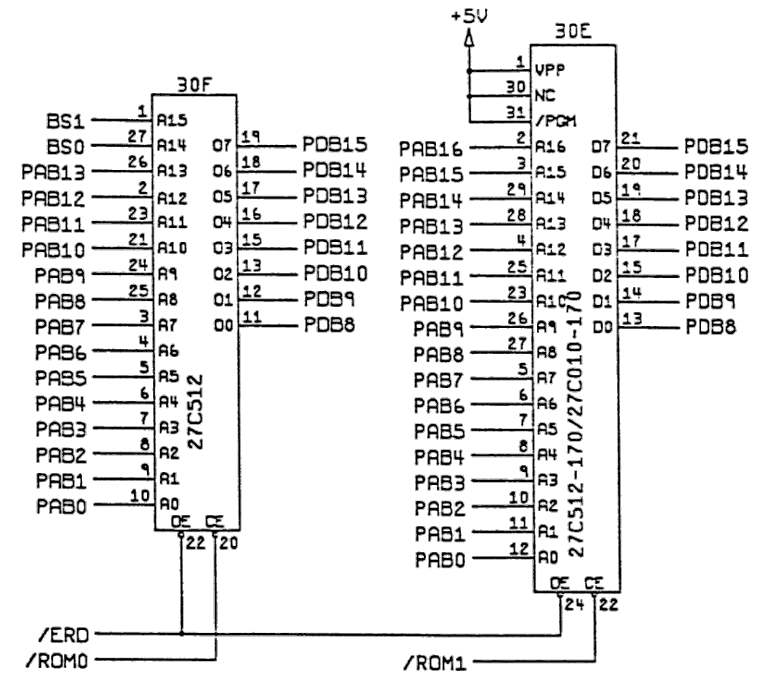 +5V
30E
30F
1 VPP
30 NC
31 /PGM
BS1 1 A15
BS0 27 A14 D7 19 PDB15
PAB13 26 A13 D6 18 PDB14
PAB12 2 A12 D5 17 PDB13
PAB11 23 A11 D4 16 PDB12
PAB10 21 A10 D3 15 PDB11
PAB9 24 A9 D2 13 PDB10
PAB8 25 A8 D1 12 PDB9
PAB7 3 A7 D0 11 PDB8
PAB6 4 A6
PAB5 5 A5
PAB4 6 A4
PAB3 7 A3
PAB2 8 A2
PAB1 9 A1
PAB0 10 A0
27C512
OE CE
22 20
PAB16 2 A16 D7 21 PDB15
PAB15 3 A15 D6 20 PDB14
PAB14 29 A14 D5 19 PDB13
PAB13 28 A13 D4 18 PDB12
PAB12 4 A12 D3 17 PDB11
PAB11 25 A11 D2 15 PDB10
PAB10 23 A10 D1 14 PDB9
PAB9 26 A9 D0 13 PDB8
PAB8 27 A8
PAB7 5 A7
PAB6 6 A6
PAB5 7 A5
PAB4 8 A4
PAB3 9 A3
PAB2 10 A2
PAB1 11 A1
PAB0 12 A0
27C512-170/27C010-170
OE CE
24 22
/ERD
/ROM0
/ROM1